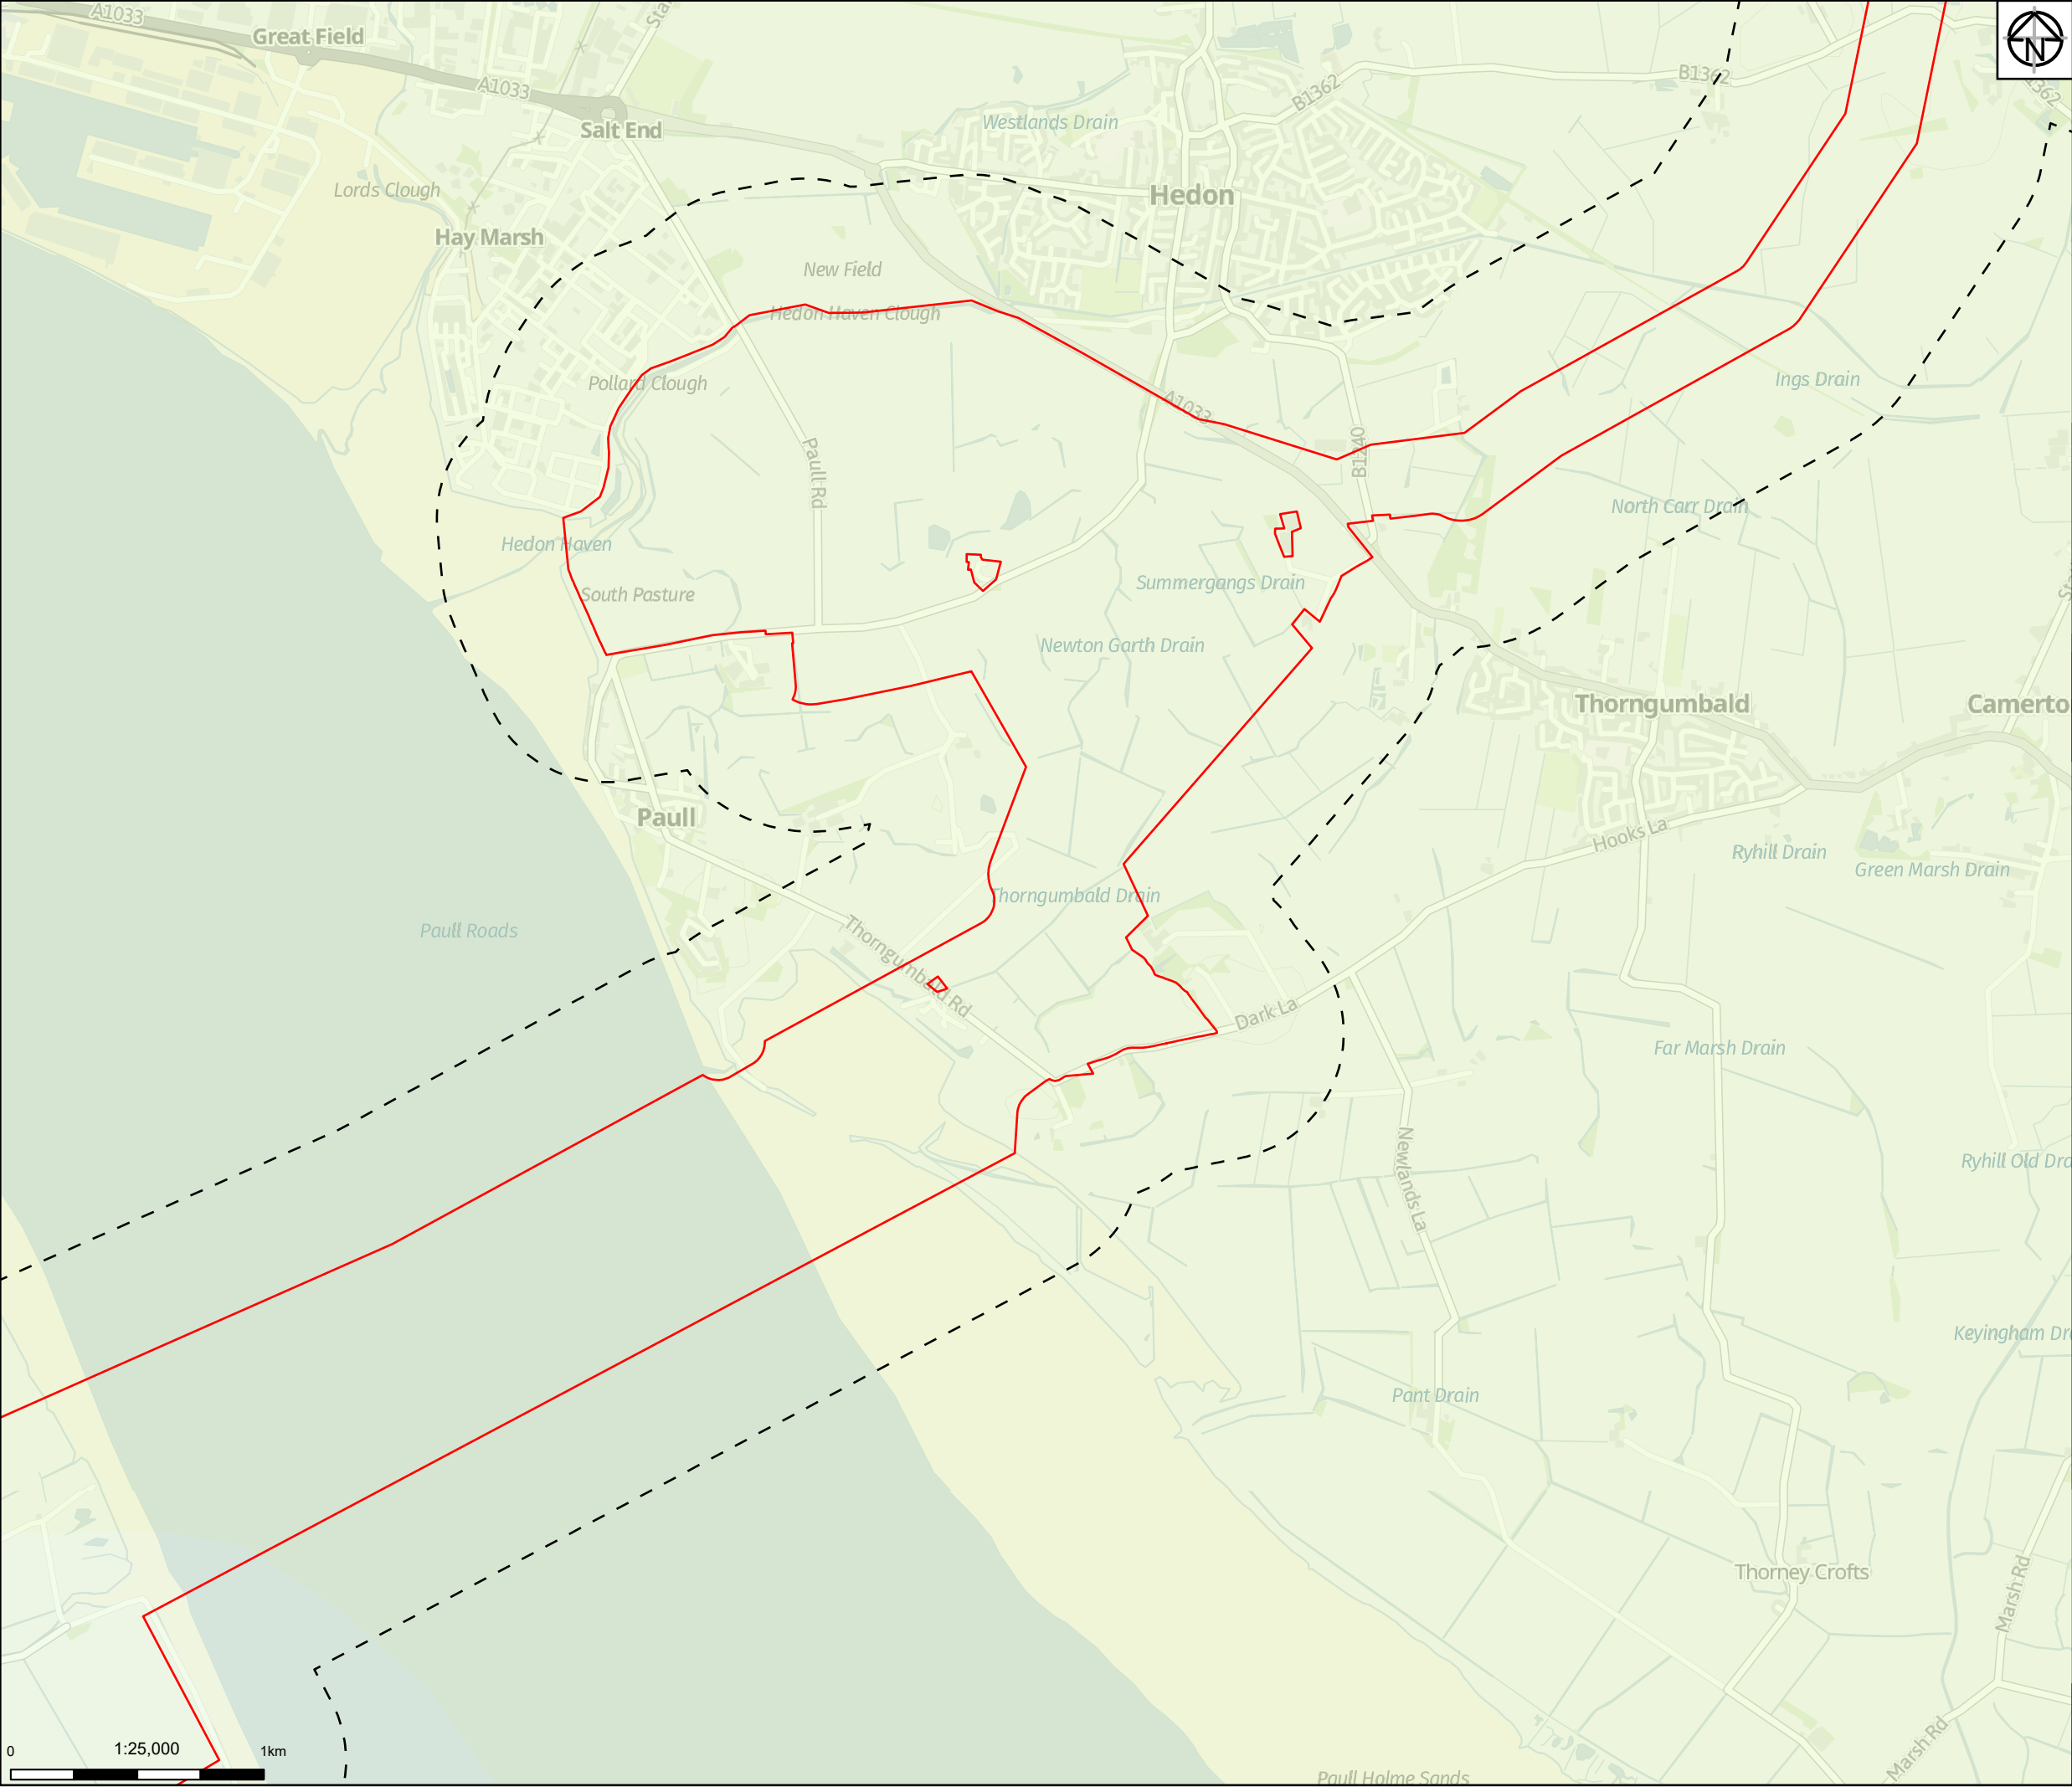 A1033
Great Field
Sta
A1033
Salt End
Lords Clough
Hay Marsh
Westlands Drain
B1362
B1362
N
Hedon
New Field
Hedon Haven Clough
Pollard Clough
Paull Rd
A1033
B1240
Ings Drain
North Carr Drain
Hedon Haven
South Pasture
Summergangs Drain
Newton Garth Drain
Thorngumbald
Camerto
Paull
Hooks La
Ryhill Drain
Green Marsh Drain
Paull Roads
Thorngumbald Drain
Thorngumbald Rd
Dark La
Far Marsh Drain
Newlands La
Ryhill Old Dra
Keyingham Dr
Pant Drain
Thorney Crofts
Marsh Rd
Marsh Rd
Paull Holme Sands
0 1:25,000 1km